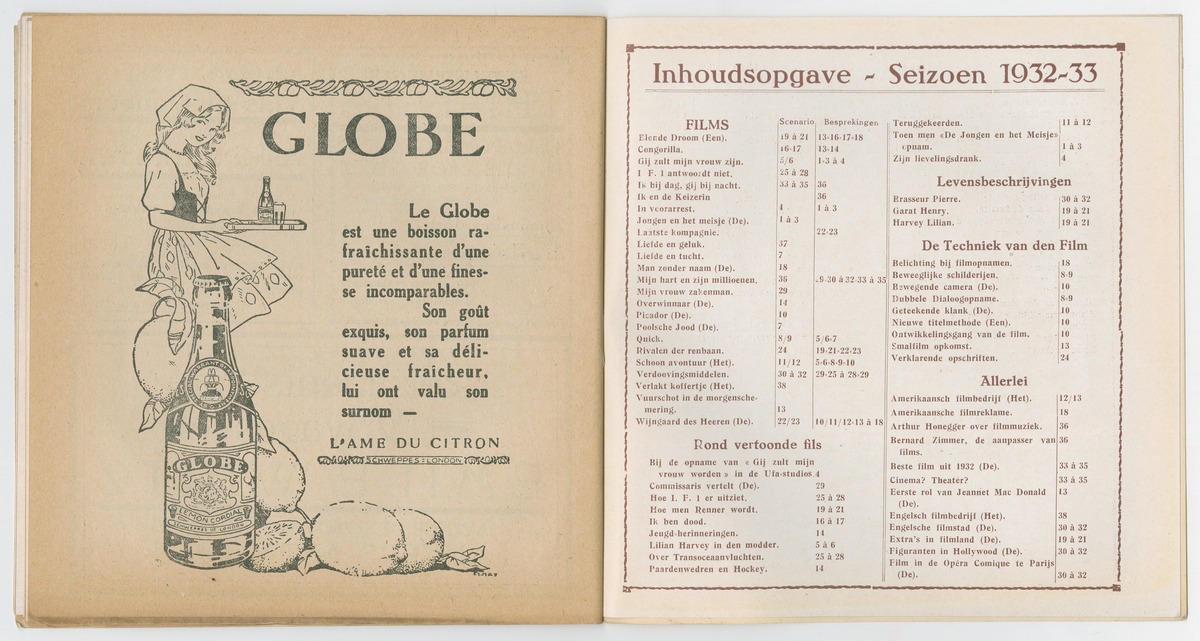 GLOBE
Le Globe
est une boisson ra-
fraîchissante d'une
pureté et d'une fines-
se incomparables.
Son goût
exquis, son parfum
suave et sa déli-
cieuse fraicheur,
lui ont valu son
surnom —
L'AME DU CITRON
SCHWEPPES=LONDON
GLOBE
LEMON CORDIAL
SCHWEPPES LONDON
Inhoudsopgave - Seizoen 1932-33
FILMS Scenario Besprekingen
Elende Droom (Een). 19 à 21 13-16-17-18
Congorilla. 16-17 13-14
Gij zult mijn vrouw zijn. 5/6 1-3 à 4
I F. 1 antwoordt niet. 25 à 28
Ik bij dag, gij bij nacht. 33 à 35 36
Ik en de Keizerin 36
In voorarrest. 4 1 à 3
Jongen en het meisje (De). 1 à 3
Laatste kompagnie. 22-23
Liefde en geluk. 37
Liefde en tucht. 7
Man zonder naam (De). 18
Mijn hart en zijn millioenen. 36 9-30 à 32-33 à 35
Mijn vrouw zakenman. 29
Overwinnaar (De). 14
Picador (De). 10
Poolsche Jood (De). 7
Quick. 8/9 5/6-7
Rivalen der renbaan. 24 19-21-22-23
Schoon avontuur (Het). 11/12 5-6-8-9-10
Verdoovingsmiddelen. 30 à 32 29-25 à 28-29
Verlakt koffertje (Het). 38
Vuurschot in de morgensche-
mering. 13
Wijngaard des Heeren (De). 22/23 10/11/12-13 à 18
Rond vertoonde fils
Bij de opname van « Gij zult mijn
vrouw worden » in de Ufa-studios 4
Commissaris vertelt (De). 29
Hoe I. F. 1 er uitziet. 25 à 28
Hoe men Renner wordt. 19 à 21
Ik ben dood. 16 à 17
Jeugd-herinneringen. 14
Lilian Harvey in den modder. 5 à 6
Over Transoceaanvluchten. 25 à 28
Paardenwedren en Hockey. 14
Teruggekeerden. 11 à 12
Toen men «De Jongen en het Meisje»
opnam. 1 à 3
Zijn lievelingsdrank. 4
Levensbeschrijvingen
Brasseur Pierre. 30 à 32
Garat Henry. 19 à 21
Harvey Lilian. 19 à 21
De Techniek van den Film
Belichting bij filmopnamen. 18
Beweeglijke schilderijen. 8-9
Bewegende camera (De). 10
Dubbele Dialoogopname. 8-9
Geteekende klank (De). 10
Nieuwe titelmethode (Een). 10
Ontwikkelingsgang van de film. 10
Smalfilm opkomst. 13
Verklarende opschriften. 24
Allerlei
Amerikaansch filmbedrijf (Het). 12/13
Amerikaansche filmreklame. 18
Arthur Honegger over filmmuziek. 36
Bernard Zimmer, de aanpasser van 36
films.
Beste film uit 1932 (De). 33 à 35
Cinema? Theater? 33 à 35
Eerste rol van Jeannet Mac Donald 13
(De).
Engelsch filmbedrijf (Het). 38
Engelsche filmstad (De). 30 à 32
Extra's in filmland (De). 19 à 21
Figuranten in Hollywood (De). 30 à 32
Film in de Opéra Comique te Parijs
(De). 30 à 32